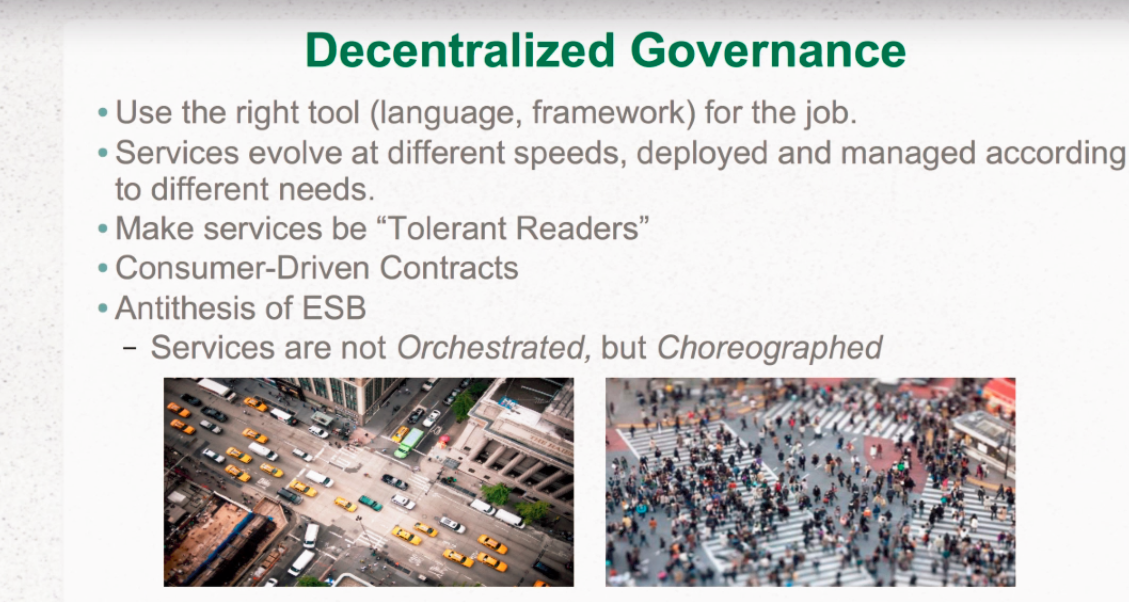 Decentralized Governance
• Use the right tool (language, framework) for the job.
• Services evolve at different speeds, deployed and managed according
to different needs.
• Make services be “Tolerant Readers”
• Consumer-Driven Contracts
• Antithesis of ESB
– Services are not Orchestrated, but Choreographed